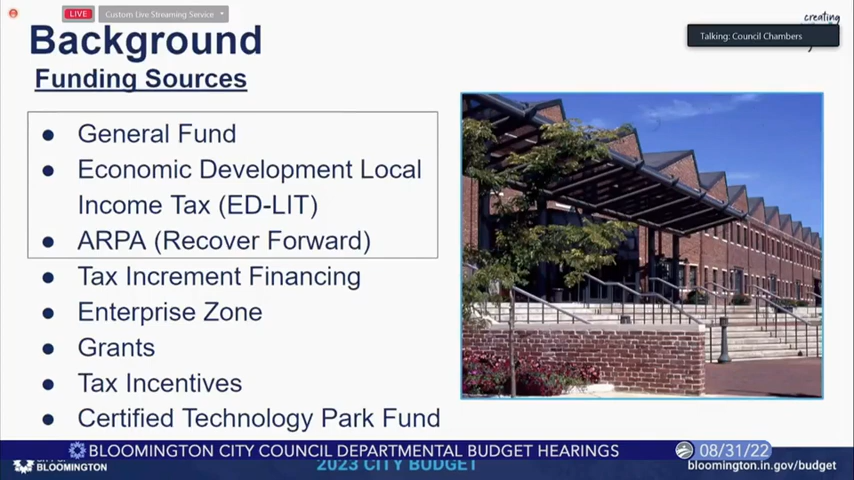 LIVE
Custom Live Streaming Service
creating
Talking: Council Chambers
Background
Funding Sources
● General Fund
● Economic Development Local
Income Tax (ED-LIT)
● ARPA (Recover Forward)
● Tax Increment Financing
● Enterprise Zone
● Grants
● Tax Incentives
● Certified Technology Park Fund
BLOOMINGTON CITY COUNCIL DEPARTMENTAL BUDGET HEARINGS
08/31/22
BLOOMINGTON
2023 CITY BUDGET
bloomington.in.gov/budget